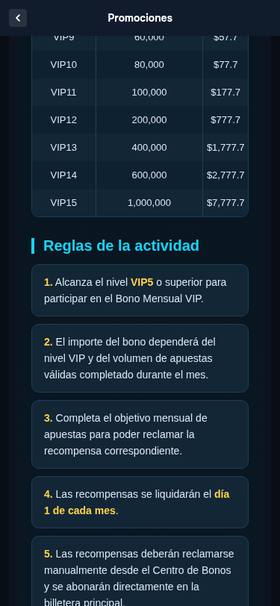 Promociones
VIP9 60,000 $57.7
VIP10 80,000 $77.7
VIP11 100,000 $177.7
VIP12 200,000 $777.7
VIP13 400,000 $1,777.7
VIP14 600,000 $2,777.7
VIP15 1,000,000 $7,777.7
Reglas de la actividad
1. Alcanza el nivel VIP5 o superior para
participar en el Bono Mensual VIP.
2. El importe del bono dependerá del
nivel VIP y del volumen de apuestas
válidas completado durante el mes.
3. Completa el objetivo mensual de
apuestas para poder reclamar la
recompensa correspondiente.
4. Las recompensas se liquidarán el día
1 de cada mes.
5. Las recompensas deberán reclamarse
manualmente desde el Centro de Bonos
y se abonarán directamente en la
billetera principal.